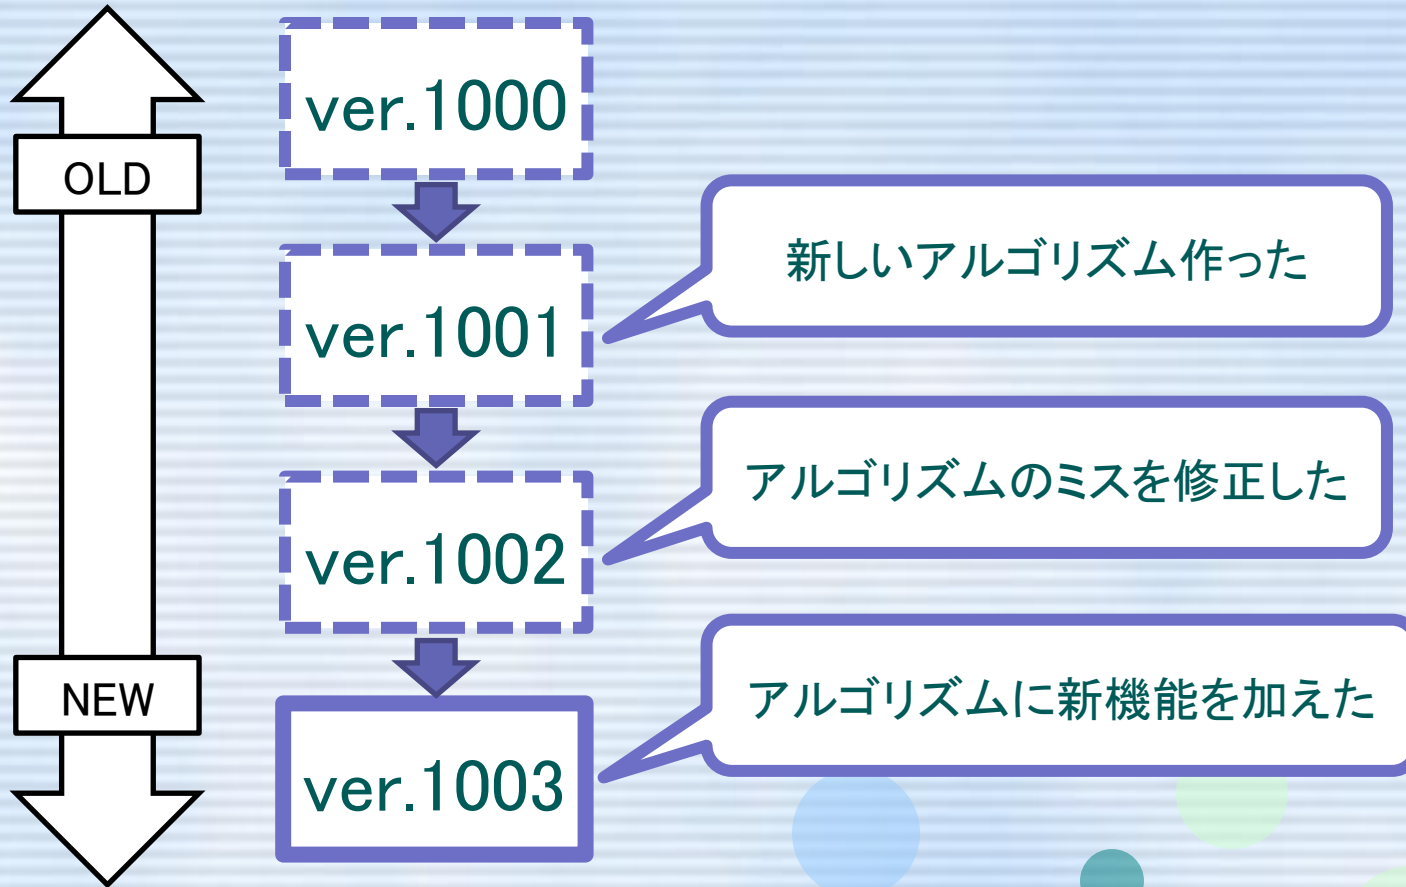 ver.1000
OLD
新しいアルゴリズム作った
ver.1001
アルゴリズムのミスを修正した
ver.1002
NEW
アルゴリズムに新機能を加えた
ver.1003